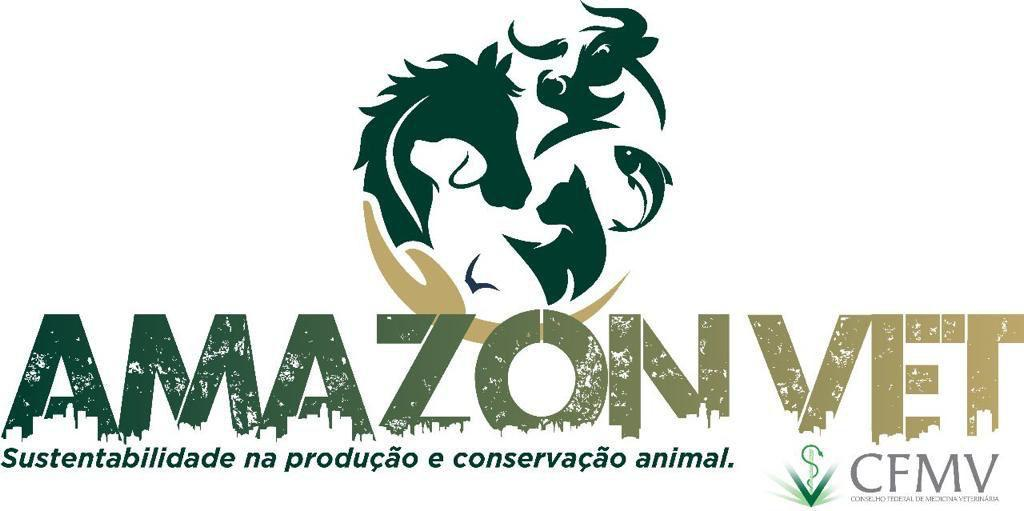 AMAZON VET
Sustentabilidade na produção e conservação animal.
CFMV
CONSELHO FEDERAL DE MEDICINA VETERINÁRIA